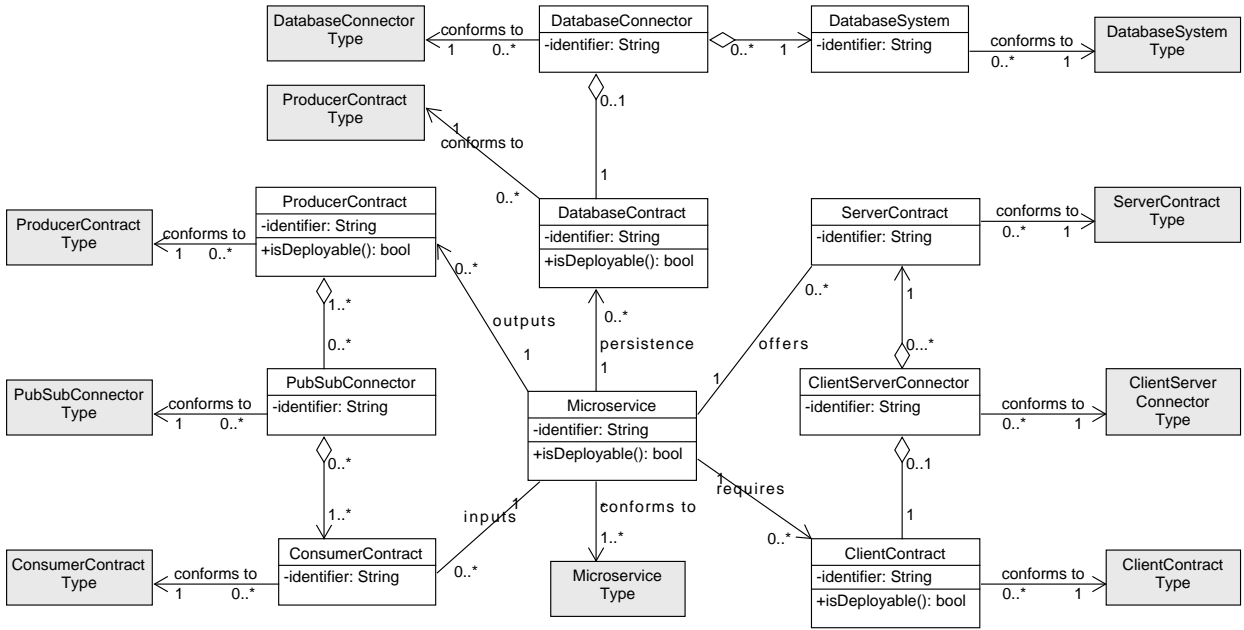 DatabaseConnector
Type
conforms to
1
0..*
DatabaseConnector
-identifier: String
0..*
1
DatabaseSystem
-identifier: String
conforms to
0..*
1
DatabaseSystem
Type
0..1
1
ProducerContract
Type
1
conforms to
0..*
ProducerContract
Type
conforms to
1
0..*
ProducerContract
-identifier: String
+isDeployable(): bool
0..*
DatabaseContract
-identifier: String
+isDeployable(): bool
ServerContract
-identifier: String
conforms to
0..*
1
ServerContract
Type
1..*
0..*
outputs
1
0..*
persistence
1
0..*
offers
1
1
0...*
PubSubConnector
Type
conforms to
1
0..*
PubSubConnector
-identifier: String
Microservice
-identifier: String
+isDeployable(): bool
ClientServerConnector
-identifier: String
conforms to
0..*
1
ClientServer
Connector
Type
0..*
1..*
inputs
1
0..*
*
conforms to
1..*
1
requires
0..*
0..1
1
ConsumerContract
Type
conforms to
1
0..*
ConsumerContract
-identifier: String
Microservice
Type
ClientContract
-identifier: String
+isDeployable(): bool
conforms to
0..*
1
ClientContract
Type